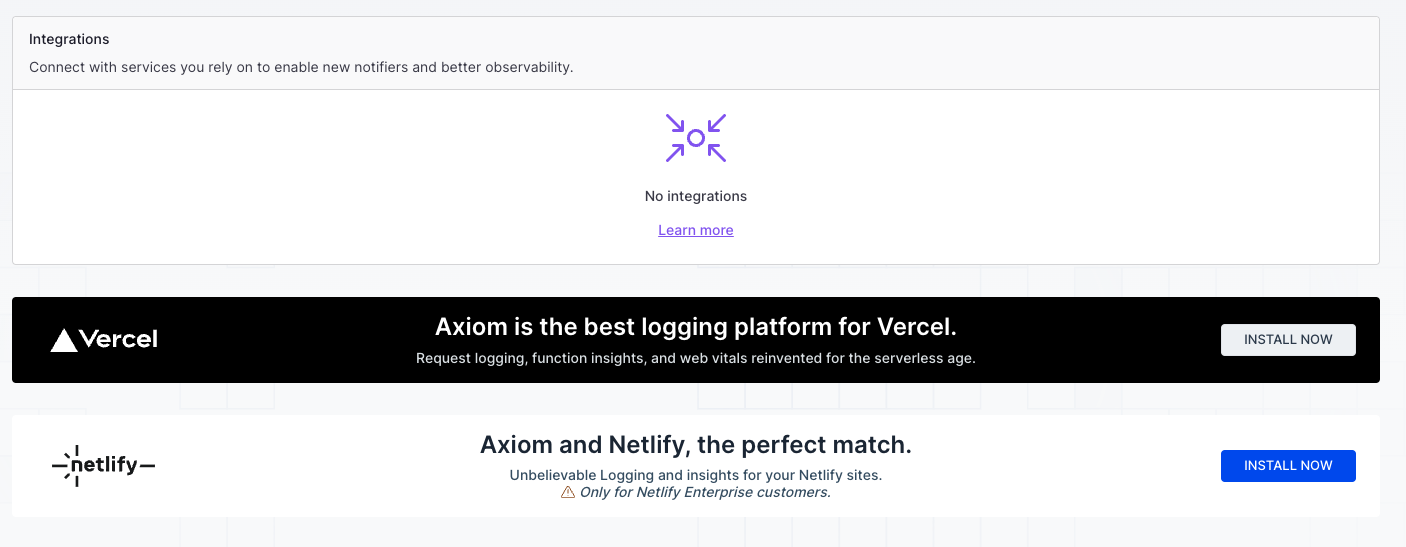 Integrations
Connect with services you rely on to enable new notifiers and better observability.
No integrations
Learn more
Vercel
Axiom is the best logging platform for Vercel.
Request logging, function insights, and web vitals reinvented for the serverless age.
INSTALL NOW
netlify
Axiom and Netlify, the perfect match.
Unbelievable Logging and insights for your Netlify sites.
Only for Netlify Enterprise customers.
INSTALL NOW